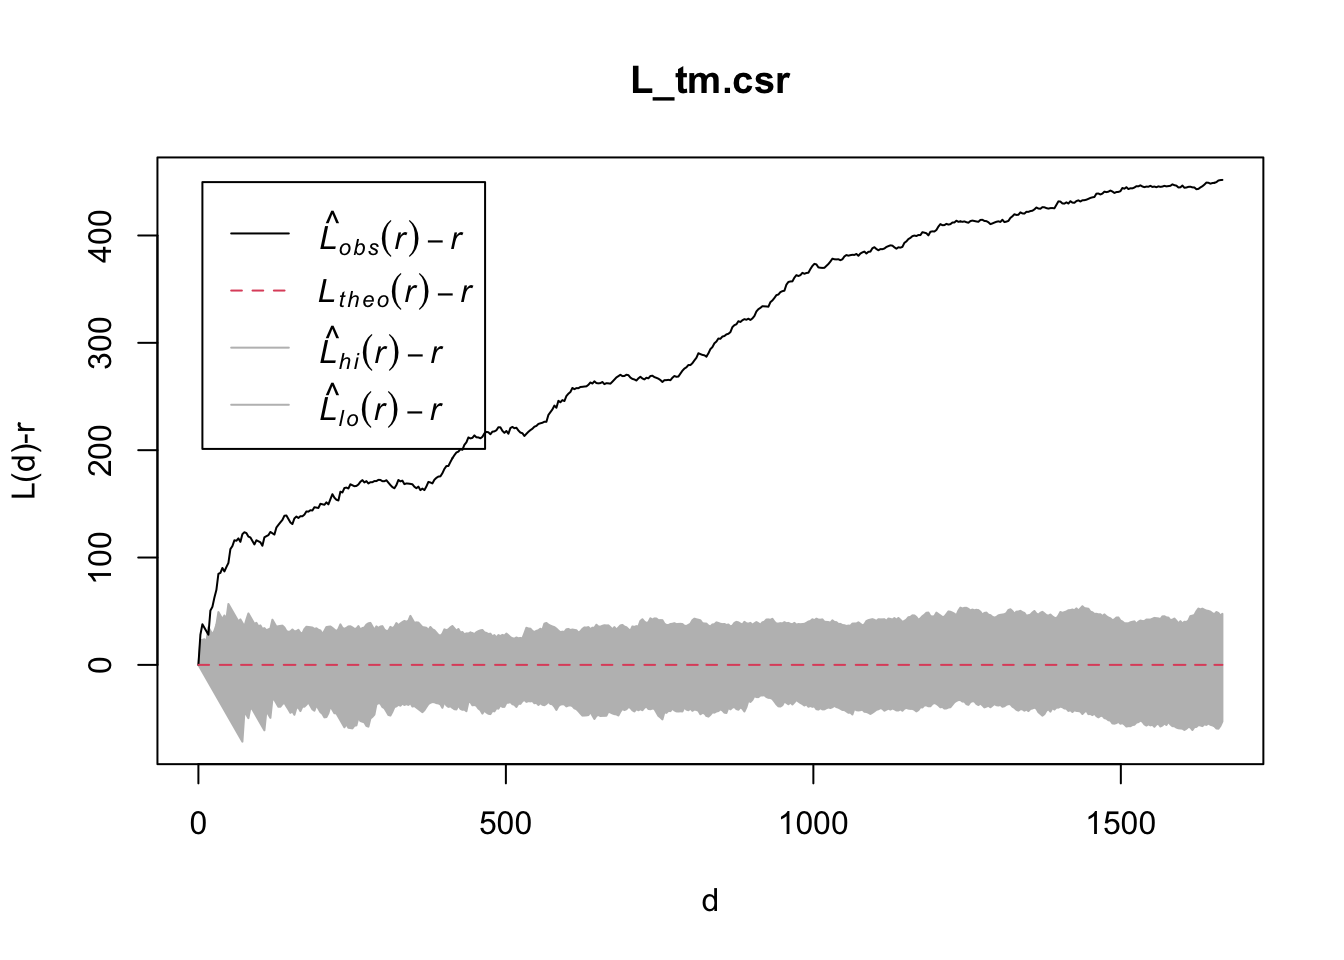 L_tm.csr
L̂obs(r) − r
Ltheo(r) − r
L̂hi(r) − r
L̂lo(r) − r
L(d)-r
400
300
200
100
0
0 500 1000 1500
d